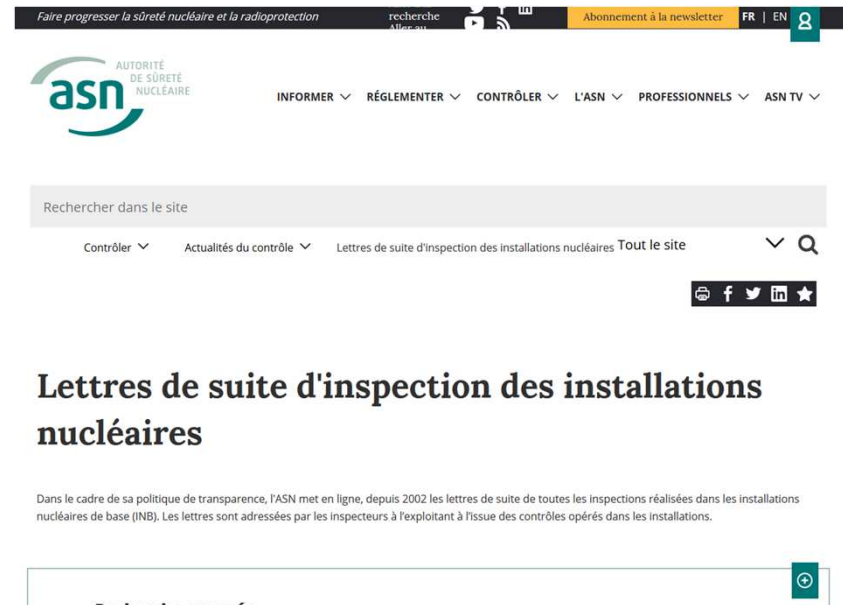 Faire progresser la sûreté nucléaire et la radioprotection
recherche
Aller au
Abonnement à la newsletter
FR | EN
asn
AUTORITÉ
DE SÛRETÉ
NUCLÉAIRE
INFORMER RÉGLEMENTER CONTRÔLER L'ASN PROFESSIONNELS ASN TV
Rechercher dans le site
Contrôler Actualités du contrôle Lettres de suite d'inspection des installations nucléaires Tout le site
Lettres de suite d'inspection des installations
nucléaires
Dans le cadre de sa politique de transparence, l'ASN met en ligne, depuis 2002 les lettres de suite de toutes les inspections réalisées dans les installations
nucléaires de base (INB). Les lettres sont adressées par les inspecteurs à l'exploitant à l'issue des contrôles opérés dans les installations.